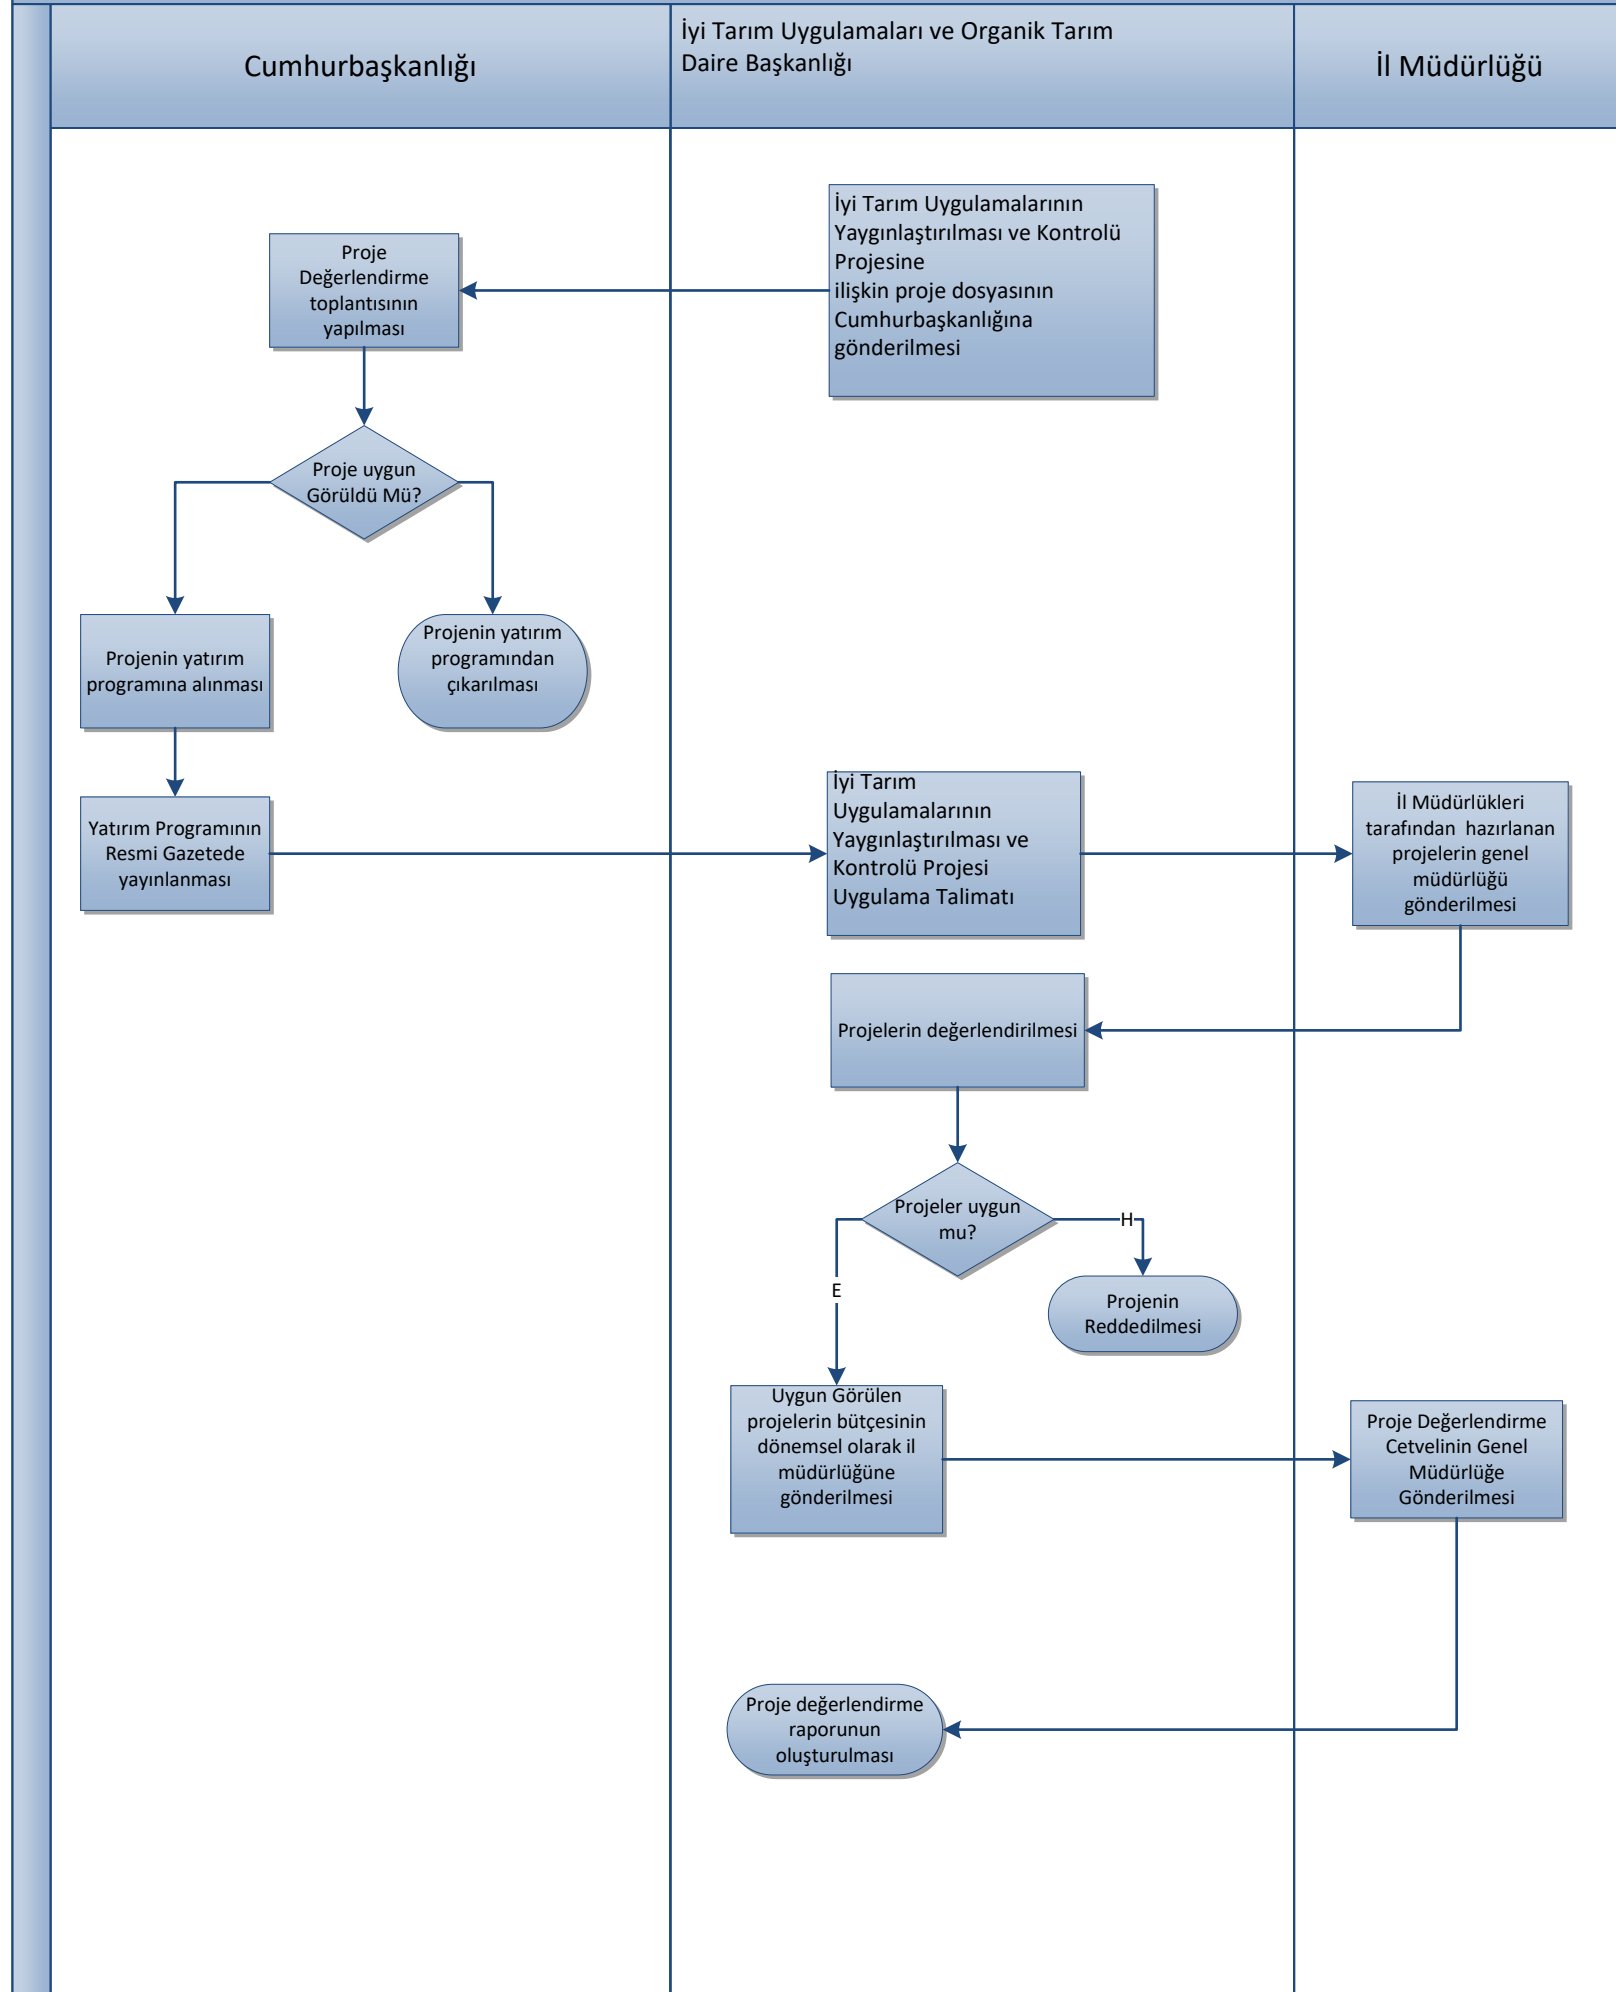 Cumhurbaşkanlığı
İyi Tarım Uygulamaları ve Organik Tarım
Daire Başkanlığı
İl Müdürlüğü
İyi Tarım Uygulamalarının
Yaygınlaştırılması ve Kontrolü
Projesine
ilişkin proje dosyasının
Cumhurbaşkanlığına
gönderilmesi
Proje
Değerlendirme
toplantısının
yapılması
Proje uygun
Görüldü Mü?
Projenin yatırım
programına alınması
Projenin yatırım
programından
çıkarılması
Yatırım Programının
Resmi Gazetede
yayınlanması
İyi Tarım
Uygulamalarının
Yaygınlaştırılması ve
Kontrolü Projesi
Uygulama Talimatı
İl Müdürlükleri
tarafından hazırlanan
projelerin genel
müdürlüğü
gönderilmesi
Projelerin değerlendirilmesi
Projeler uygun
mu?
H
E
Projenin
Reddedilmesi
Uygun Görülen
projelerin bütçesinin
dönemsel olarak il
müdürlüğüne
gönderilmesi
Proje Değerlendirme
Cetvelinin Genel
Müdürlüğe
Gönderilmesi
Proje değerlendirme
raporunun
oluşturulması